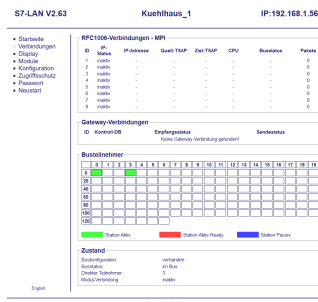 S7-LAN V2.63 Kuehlhaus_1 IP:192.168.1.56
Startseite
Verbindungen
Display
Module
Konfiguration
Zugriffsschutz
Passwort
Neustart
English
RFC1006-Verbindungen - MPI
ID IP-Status IP-Adresse Quell-TSAP Ziel-TSAP CPU Busstatus Pakete
1 inaktiv - - - - - 0
2 inaktiv - - - - - 0
3 inaktiv - - - - - 0
4 inaktiv - - - - - 0
5 inaktiv - - - - - 0
6 inaktiv - - - - - 0
7 inaktiv - - - - - 0
8 inaktiv - - - - - 0
Gateway-Verbindungen
ID Kontroll-DB Empfangsstatus Sendestatus
Keine Gateway-Verbindung gefunden!
Busteilnehmer
0 1 2 3 4 5 6 7 8 9 10 11 12 13 14 15 16 17 18 19
0
20
40
60
80
100
120
Station Aktiv Station Aktiv-Ready Station Passiv
Zustand
Buskonfiguration: vorhanden
Busstatus: im Bus
Direkter Teilnehmer: 3
Modul-Verbindung: inaktiv